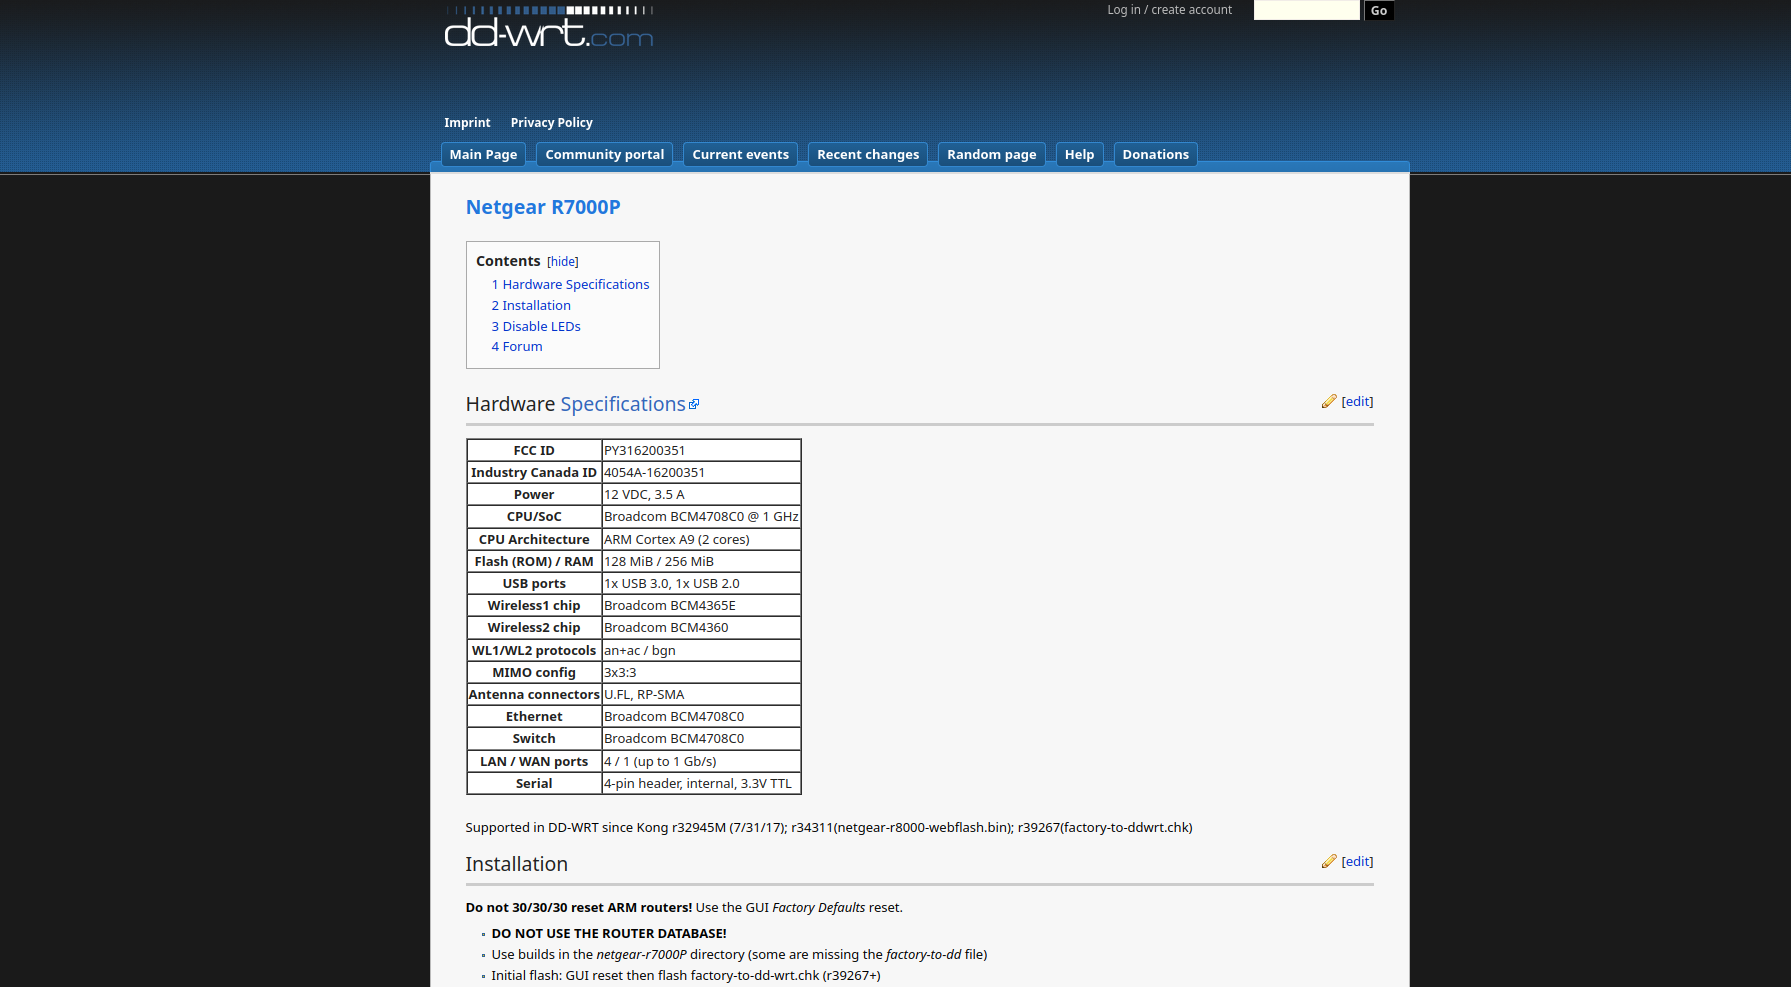 dd-wrt.com
Log in / create account
Go
Imprint Privacy Policy
Main Page Community portal Current events Recent changes Random page Help Donations
Netgear R7000P
Contents [hide]
1 Hardware Specifications
2 Installation
3 Disable LEDs
4 Forum
Hardware Specifications [edit]
FCC ID PY316200351
Industry Canada ID 4054A-16200351
Power 12 VDC, 3.5 A
CPU/SoC Broadcom BCM4708C0 @ 1 GHz
CPU Architecture ARM Cortex A9 (2 cores)
Flash (ROM) / RAM 128 MiB / 256 MiB
USB ports 1x USB 3.0, 1x USB 2.0
Wireless1 chip Broadcom BCM4365E
Wireless2 chip Broadcom BCM4360
WL1/WL2 protocols an+ac / bgn
MIMO config 3x3:3
Antenna connectors U.FL, RP-SMA
Ethernet Broadcom BCM4708C0
Switch Broadcom BCM4708C0
LAN / WAN ports 4 / 1 (up to 1 Gb/s)
Serial 4-pin header, internal, 3.3V TTL
Supported in DD-WRT since Kong r32945M (7/31/17); r34311(netgear-r8000-webflash.bin); r39267(factory-to-ddwrt.chk)
Installation [edit]
Do not 30/30/30 reset ARM routers! Use the GUI Factory Defaults reset.
DO NOT USE THE ROUTER DATABASE!
Use builds in the netgear-r7000P directory (some are missing the factory-to-dd file)
Initial flash: GUI reset then flash factory-to-dd-wrt.chk (r39267+)